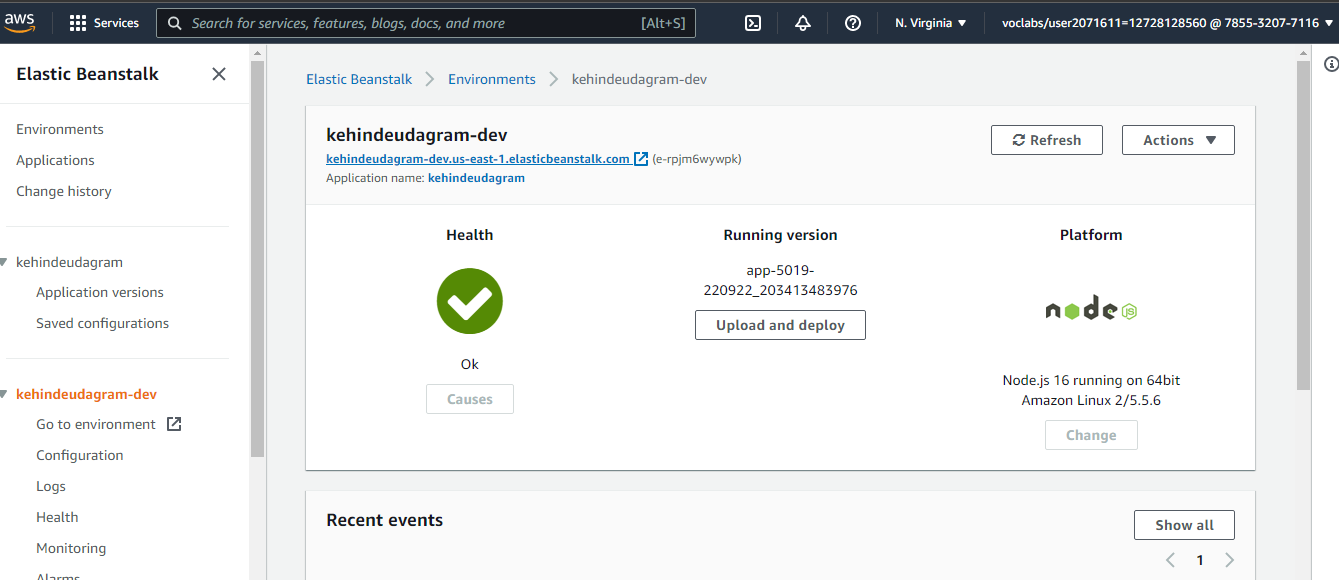 aws
Services
Search for services, features, blogs, docs, and more
[Alt+S]
N. Virginia
voclabs/user2071611=12728128560 @ 7855-3207-7116
Elastic Beanstalk
Environments
Applications
Change history
kehindeudagram
Application versions
Saved configurations
kehindeudagram-dev
Go to environment
Configuration
Logs
Health
Monitoring
Alarms
Elastic Beanstalk
Environments
kehindeudagram-dev
kehindeudagram-dev
kehindeudagram-dev.us-east-1.elasticbeanstalk.com (e-rpjm6wywpk)
Application name: kehindeudagram
Refresh
Actions
Health
Ok
Causes
Running version
app-5019-
220922_203413483976
Upload and deploy
Platform
node
JS
Node.js 16 running on 64bit
Amazon Linux 2/5.5.6
Change
Recent events
Show all
1